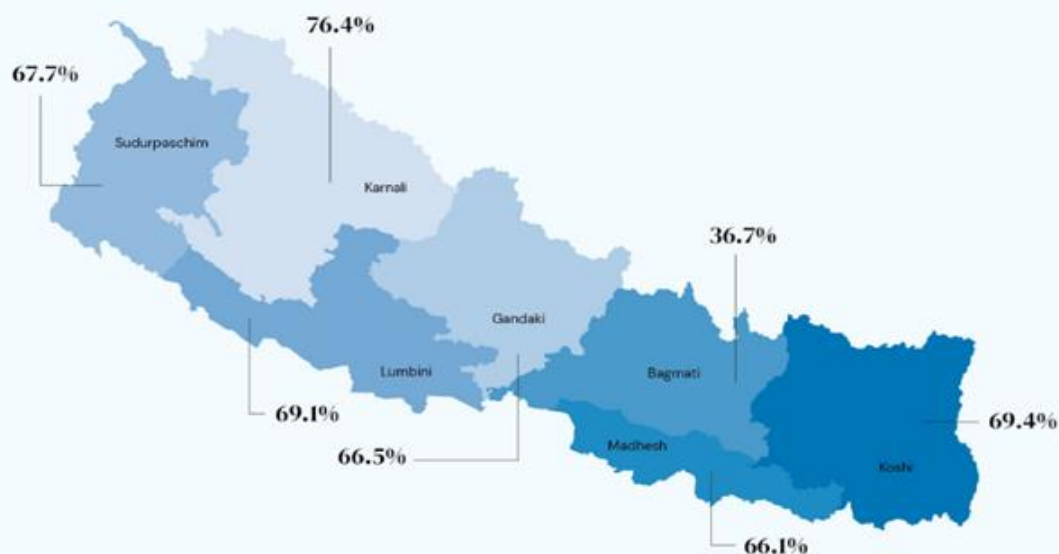 76.4%
67.7%
Sudurpaschim
Karnali
36.7%
Gandaki
Lumbini
Bagmati
69.1%
69.4%
Madhesh
66.5%
Koshi
66.1%